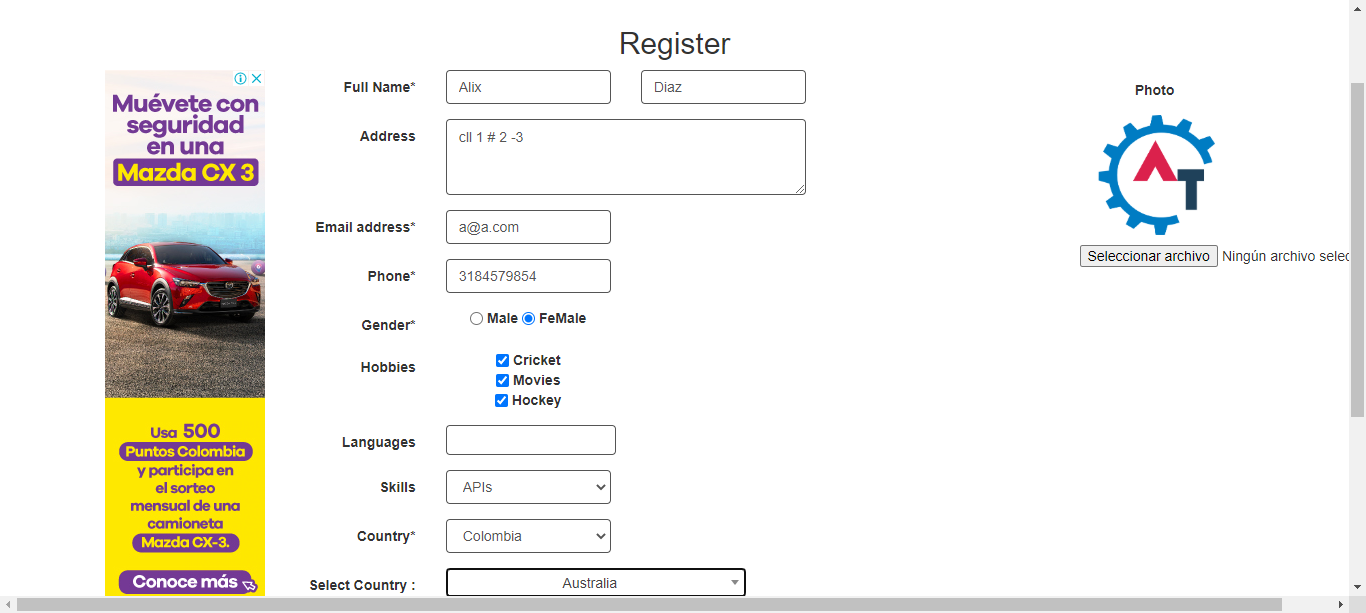 Register
Muévete con
seguridad
en una
Mazda CX 3
Usa 500
Puntos Colombia
y participa en
el sorteo
mensual de una
camioneta
Mazda CX-3.
Conoce más
Full Name* Alix Diaz
Address cll 1 # 2 -3
Email address* a@a.com
Phone* 3184579854
Gender* Male FeMale
Hobbies Cricket
Movies
Hockey
Languages
Skills APIs
Country* Colombia
Select Country : Australia
Photo
AT
Seleccionar archivo Ningún archivo selec